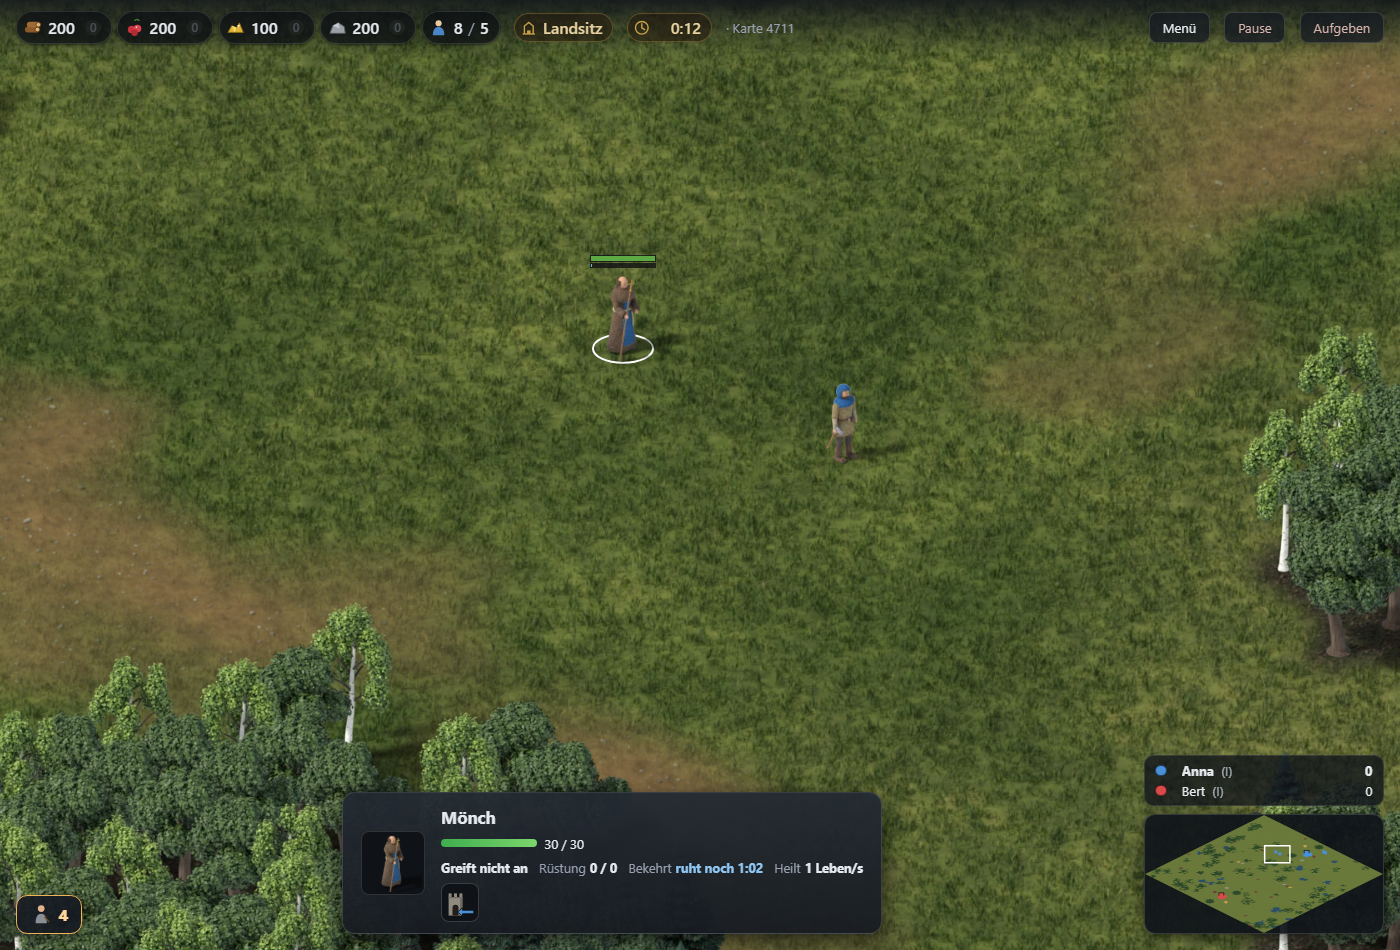 200 0 200 0 100 0 200 0 8 / 5 Landsitz 0:12 · Karte 4711 Menü Pause Aufgeben
Anna (I) 0
Bert (I) 0
Mönch
30 / 30
Greift nicht an Rüstung 0 / 0 Bekehrt ruht noch 1:02 Heilt 1 Leben/s
4